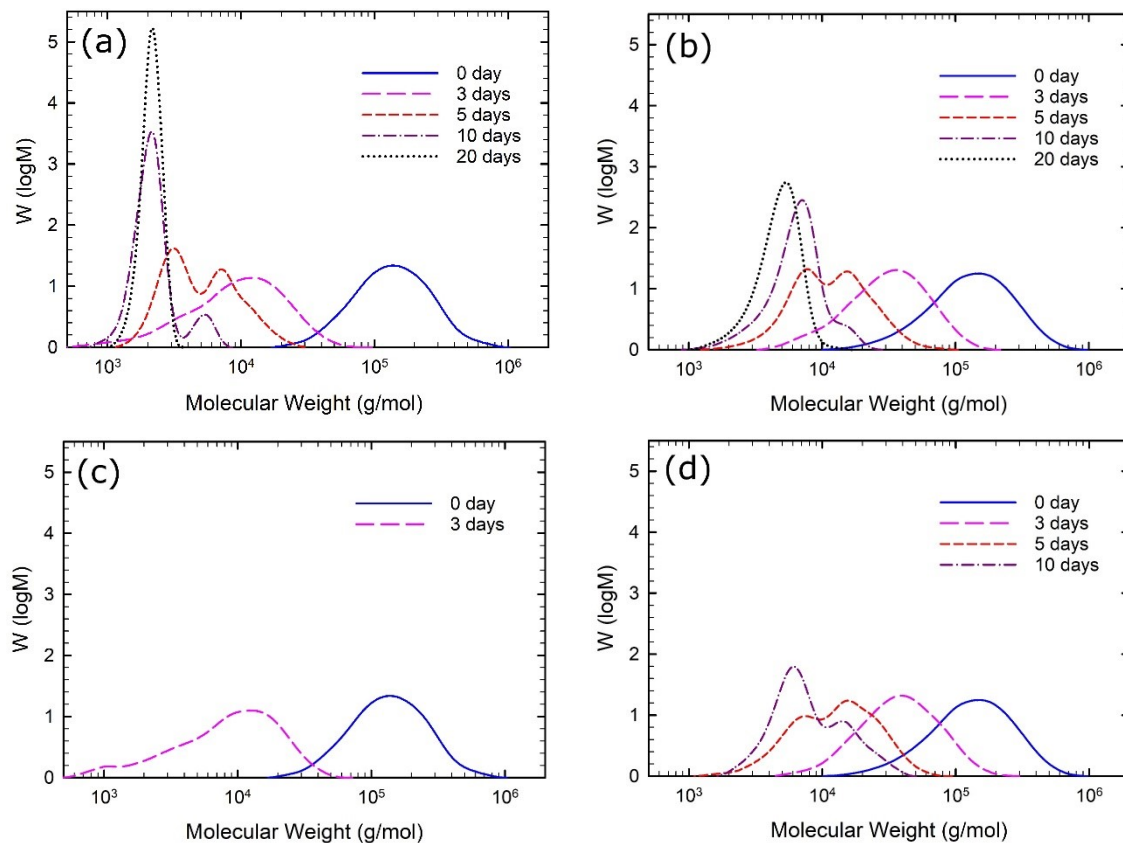 (a)
5
4
3
2
1
0
W (logM)
0 day
3 days
5 days
10 days
20 days
10³ 10⁴ 10⁵ 10⁶
Molecular Weight (g/mol)
(b)
5
4
3
2
1
0
W (logM)
0 day
3 days
5 days
10 days
20 days
10³ 10⁴ 10⁵ 10⁶
Molecular Weight (g/mol)
(c)
5
4
3
2
1
0
W (logM)
0 day
3 days
10³ 10⁴ 10⁵ 10⁶
Molecular Weight (g/mol)
(d)
5
4
3
2
1
0
W (logM)
0 day
3 days
5 days
10 days
10³ 10⁴ 10⁵ 10⁶
Molecular Weight (g/mol)